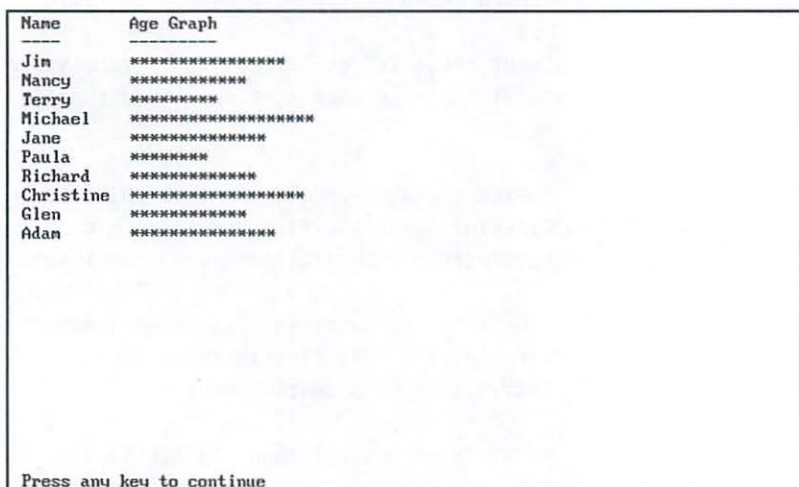 Name Age Graph
---- ---------
Jim ****************
Nancy ************
Terry *********
Michael *******************
Jane **************
Paula ********
Richard *************
Christine ******************
Glen ************
Adam ***************
Press any key to continue